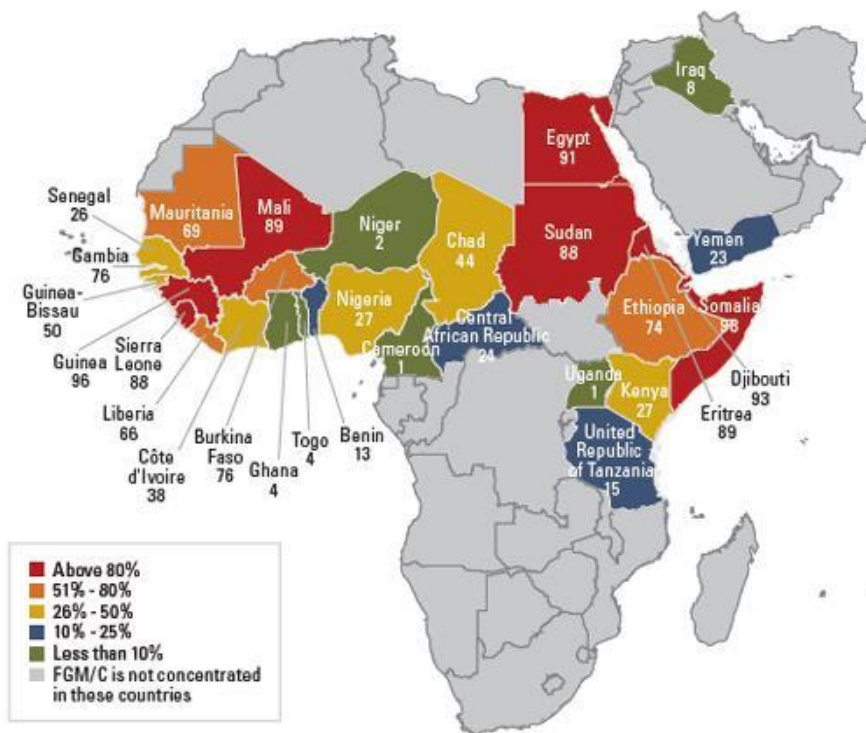 Iraq
8
Egypt
91
Senegal
26
Mauritania
69
Mali
89
Niger
2
Chad
44
Sudan
88
Yemen
23
Gambia
76
Guinea-
Bissau
50
Nigeria
27
Central
African Republic
24
Ethiopia
74
Somalia
98
Guinea
96
Sierra
Leone
88
Cameroon
1
Uganda
1
Kenya
27
Djibouti
93
Eritrea
89
Liberia
66
Côte
d'Ivoire
38
Burkina
Faso
76
Ghana
4
Togo
4
Benin
13
United
Republic
of Tanzania
15
Above 80%
51% - 80%
26% - 50%
10% - 25%
Less than 10%
FGM/C is not concentrated
in these countries